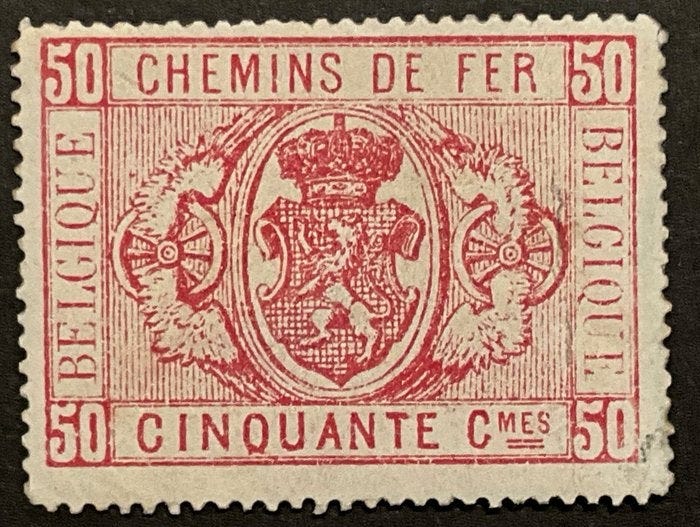 50 CHEMINS DE FER 50
BELGIQUE
BELGIQUE
50 CINQUANTE CMES 50